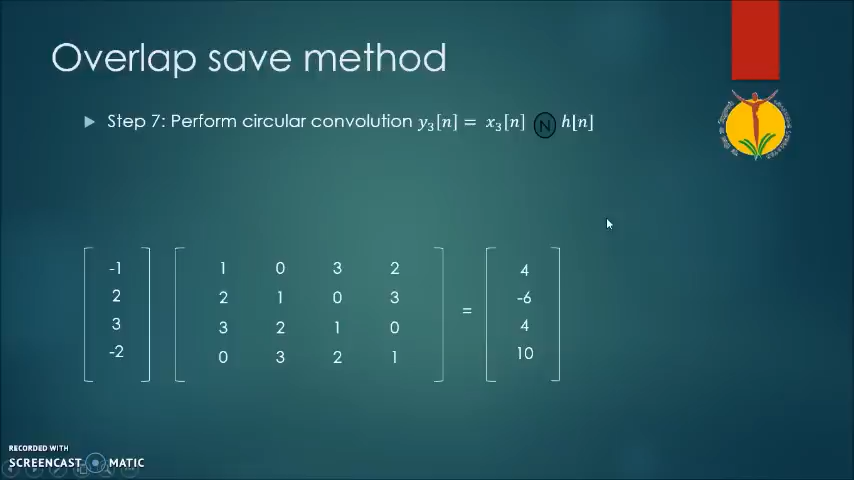 Overlap save method
Step 7: Perform circular convolution y₃[n] = x₃[n] Ⓝ h[n]
-1 1 0 3 2 4
2 2 1 0 3 -6
3 3 2 1 0 = 4
-2 0 3 2 1 10
RECORDED WITH
SCREENCAST MATIC